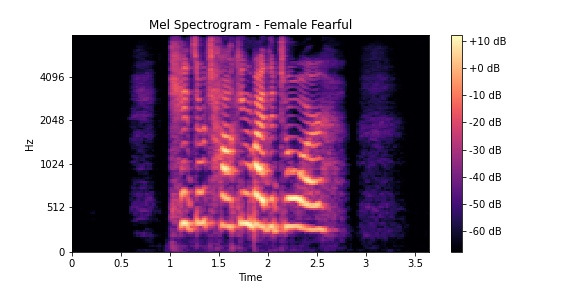 Mel Spectrogram - Female Fearful
Hz
4096
2048
1024
512
0
0
0.5
1
1.5
2
2.5
3
3.5
Time
+10 dB
+0 dB
-10 dB
-20 dB
-30 dB
-40 dB
-50 dB
-60 dB